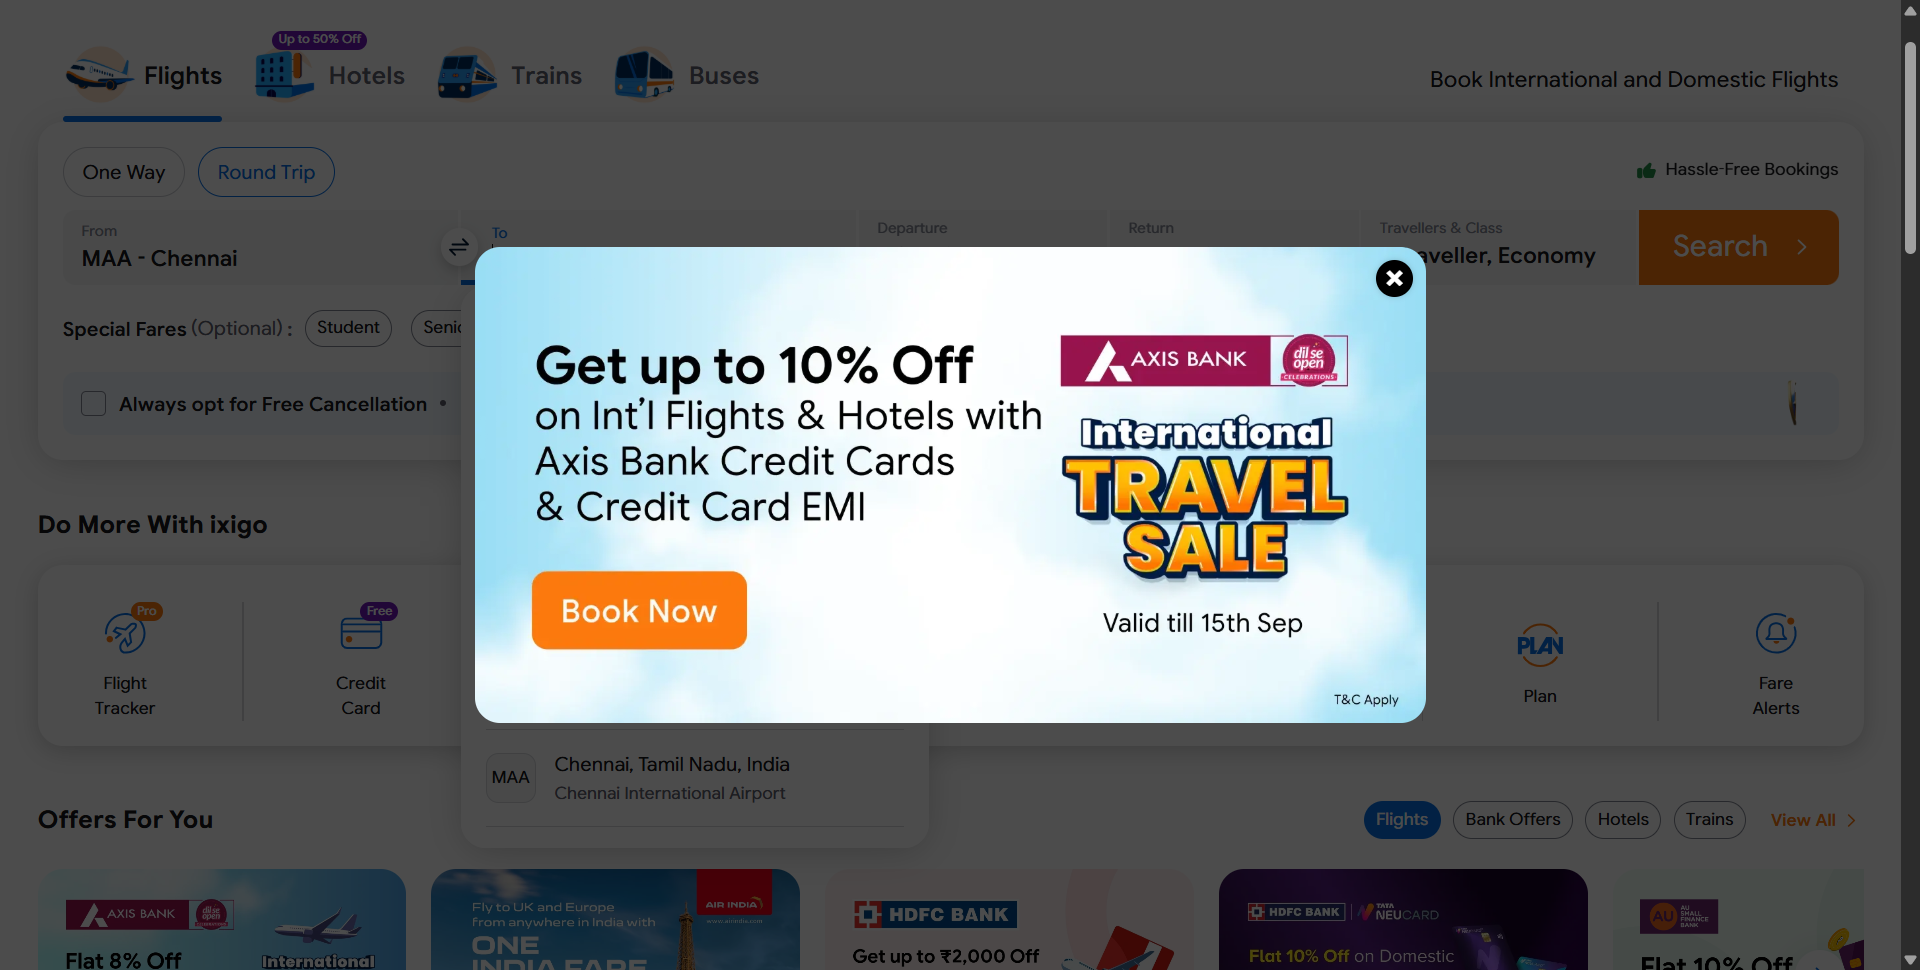 Up to 50% Off
Flights
Hotels
Trains
Buses
Book International and Domestic Flights
One Way
Round Trip
Hassle-Free Bookings
From
MAA - Chennai
To
Departure
Return
Travellers & Class
aveller, Economy
Search
Special Fares (Optional) :
Student
Senio
Always opt for Free Cancellation •
Get up to 10% Off
on Int'l Flights & Hotels with
Axis Bank Credit Cards
& Credit Card EMI
Book Now
AXIS BANK
dil se
open
CELEBRATIONS
International
TRAVEL
SALE
Valid till 15th Sep
T&C Apply
Do More With ixigo
Pro
Flight
Tracker
Free
Credit
Card
PLAN
Plan
Fare
Alerts
MAA
Chennai, Tamil Nadu, India
Chennai International Airport
Offers For You
Flights
Bank Offers
Hotels
Trains
View All
AXIS BANK
dil se
open
Flat 8% Off
International
Fly to UK and Europe
from anywhere in India with
ONE
INDIA FARE
AIR INDIA
www.airindia.com
HDFC BANK
Get up to ₹2,000 Off
HDFC BANK
TATA
NEUCARD
Flat 10% Off on Domestic
AU
AU
SMALL
FINANCE
BANK
Flat 10% Off